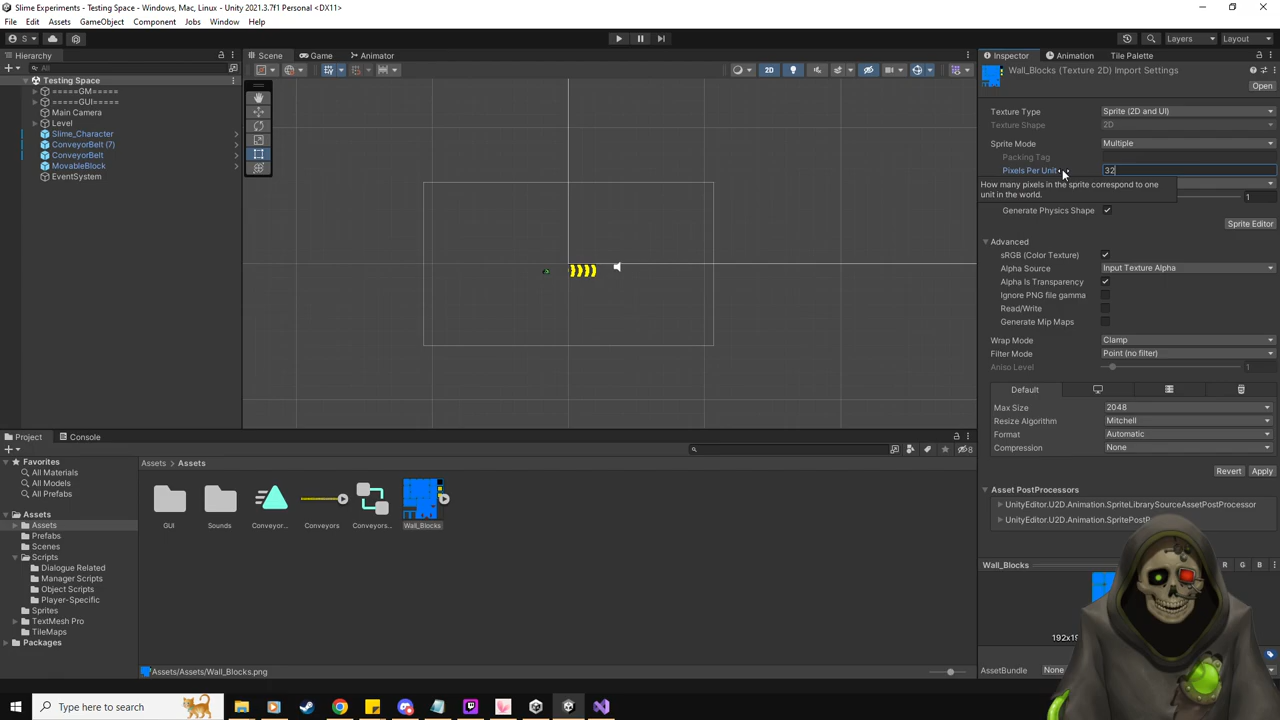 Slime Experiments - Testing Space - Windows, Mac, Linux - Unity 2021.3.7f1 Personal <DX11>
File Edit Assets GameObject Component Jobs Window Help
S Layers Layout
Hierarchy Scene Game Animator Inspector Animation Tile Palette
All
2D
Wall_Blocks (Texture 2D) Import Settings
Open
Testing Space
=====GM=====
=====GUI=====
Main Camera
Level
Slime_Character
ConveyorBelt (7)
ConveyorBelt
MovableBlock
EventSystem
Texture Type Sprite (2D and UI)
Texture Shape 2D
Sprite Mode Multiple
Packing Tag
Pixels Per Unit 32
How many pixels in the sprite correspond to one
unit in the world.
1
Generate Physics Shape
Sprite Editor
Advanced
sRGB (Color Texture)
Alpha Source Input Texture Alpha
Alpha Is Transparency
Ignore PNG file gamma
Read/Write
Generate Mip Maps
Wrap Mode Clamp
Filter Mode Point (no filter)
Aniso Level 1
Default
Max Size 2048
Resize Algorithm Mitchell
Format Automatic
Compression None
Revert Apply
Asset PostProcessors
UnityEditor.U2D.Animation.SpriteLibrarySourceAssetPostProcessor
UnityEditor.U2D.Animation.SpritePostP
Wall_Blocks R G B
192x19
AssetBundle None
Project Console
8
Favorites
All Materials
All Models
All Prefabs
Assets
Assets
Prefabs
Scenes
Scripts
Dialogue Related
Manager Scripts
Object Scripts
Player-Specific
Sprites
TextMesh Pro
TileMaps
Packages
Assets > Assets
GUI Sounds Conveyor... Conveyors Conveyors... Wall_Blocks
Assets/Assets/Wall_Blocks.png
Type here to search